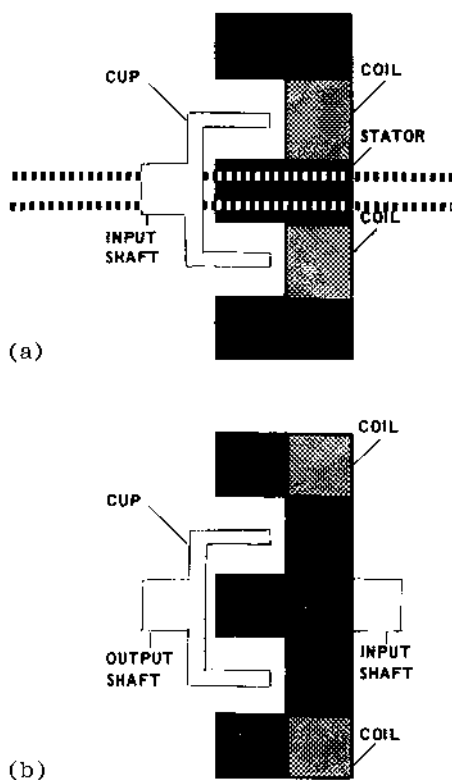 COIL
CUP
STATOR
COIL
INPUT
SHAFT
(a)
COIL
CUP
OUTPUT
SHAFT
INPUT
SHAFT
COIL
(b)